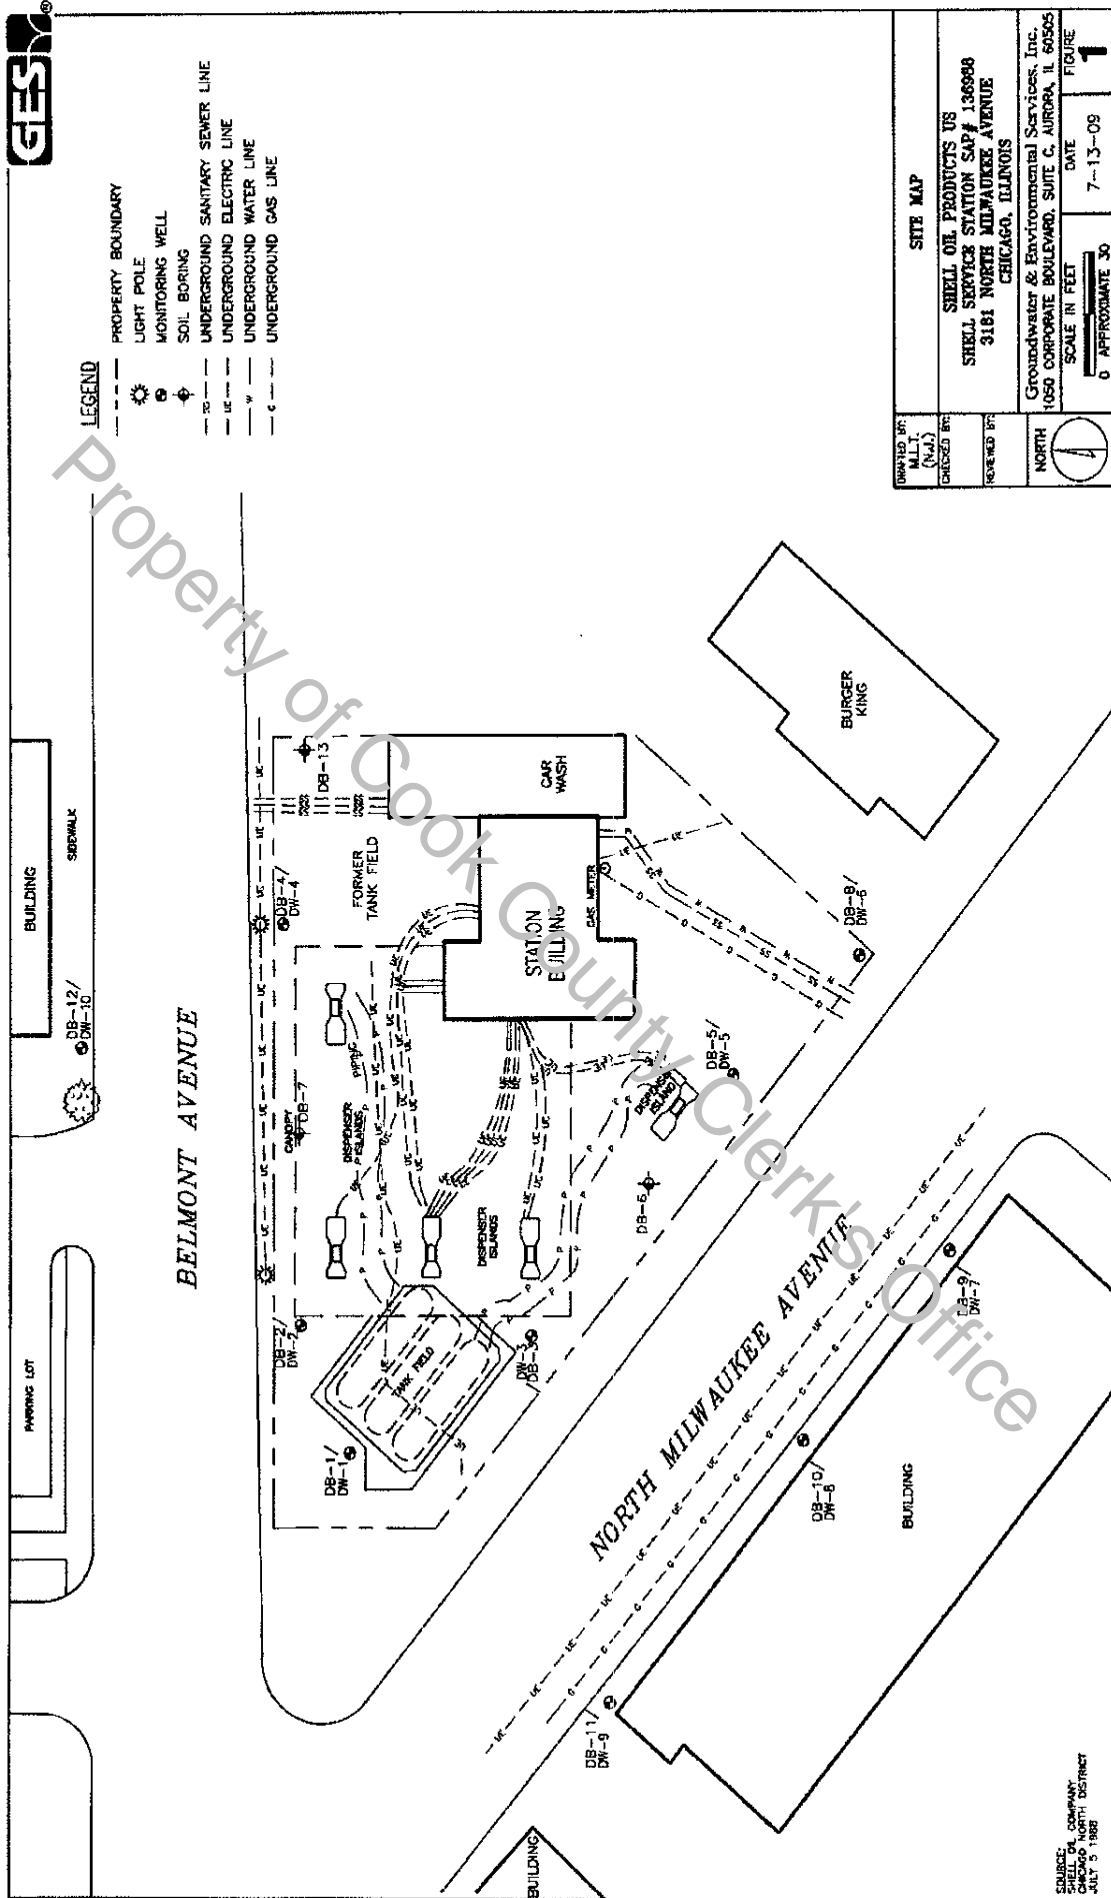 GES®
LEGEND
PROPERTY BOUNDARY
LIGHT POLE
MONITORING WELL
SOIL BORING
UNDERGROUND SANITARY SEWER LINE
UNDERGROUND ELECTRIC LINE
UNDERGROUND WATER LINE
UNDERGROUND GAS LINE
PARKING LOT
BUILDING
SIDEWALK
DB-12/
DW-10
BELMONT AVENUE
DB-1/
DW-1
DB-2/
DW-2
CANOPY
DB-7
DB-4/
DW-4
DB-13
FORMER
TANK FIELD
PIPING
DISPENSER
ISLANDS
TANK FIELD
DISPENSER
ISLANDS
DW-3
DB-3
STATION
BUILDING
GAS METER
CAR
WASH
DISPENSER
ISLAND
DB-6
DB-5/
DW-5
DB-8/
DW-6
BURGER
KING
NORTH MILWAUKEE AVENUE
DB-9/
DW-7
DB-10/
DW-8
DB-11/
DW-9
BUILDING
BUILDING
SOURCE:
SHELL OIL COMPANY
CHICAGO NORTH DISTRICT
JULY 5 1988
DRAFTED BY:
M.L.T.
(N.J.)
CHECKED BY:
REVIEWED BY:
NORTH
SITE MAP
SHELL OIL PRODUCTS US
SHELL SERVICE STATION SAP# 136988
3181 NORTH MILWAUKEE AVENUE
CHICAGO, ILLINOIS
Groundwater & Environmental Services, Inc.
1050 CORPORATE BOULEVARD, SUITE C, AURORA, IL 60505
SCALE IN FEET
0 APPROXIMATE 30
DATE
7-13-09
FIGURE
1
Property of Cook County Clerk's Office